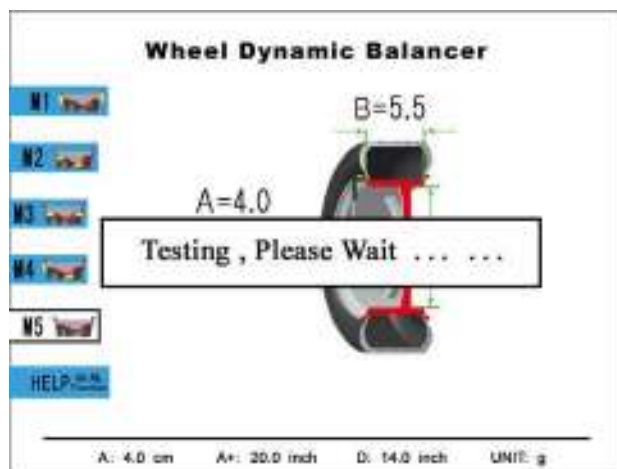 Wheel Dynamic Balancer
M1
B=5.5
M2
M3
A=4.0
Testing , Please Wait ... ...
M4
M5
HELP
A: 4.0 cm A+: 20.0 inch D: 14.0 inch UNIT: g